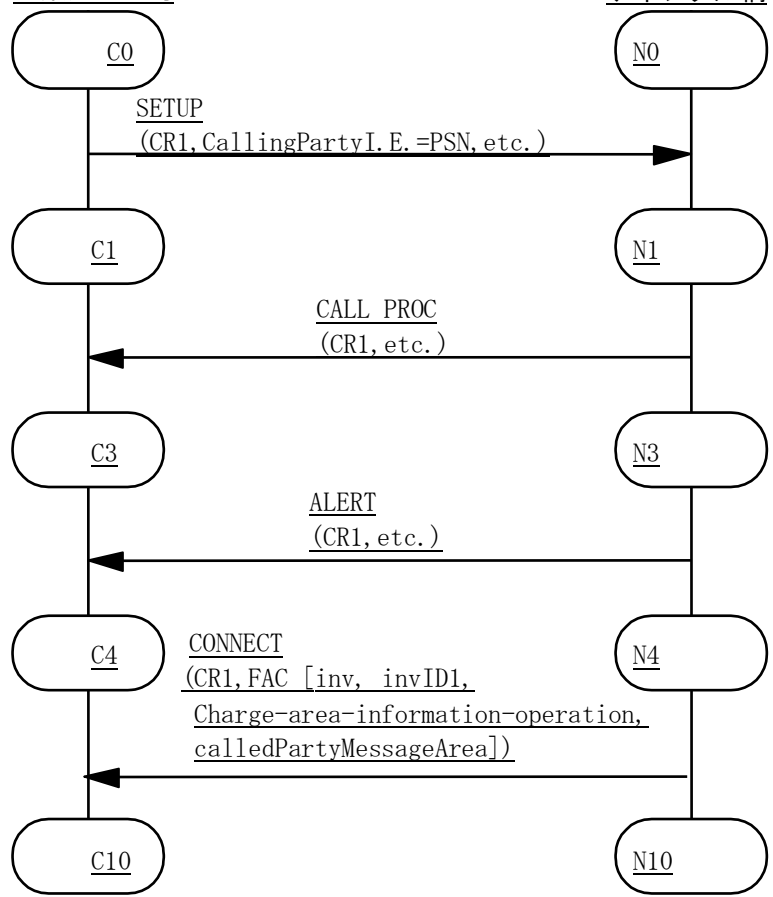 C0
N0
SETUP
(CR1,CallingPartyI.E.=PSN,etc.)
C1
N1
CALL PROC
(CR1,etc.)
C3
N3
ALERT
(CR1,etc.)
C4
N4
CONNECT
(CR1,FAC [inv, invID1,
Charge-area-information-operation,
calledPartyMessageArea])
C10
N10